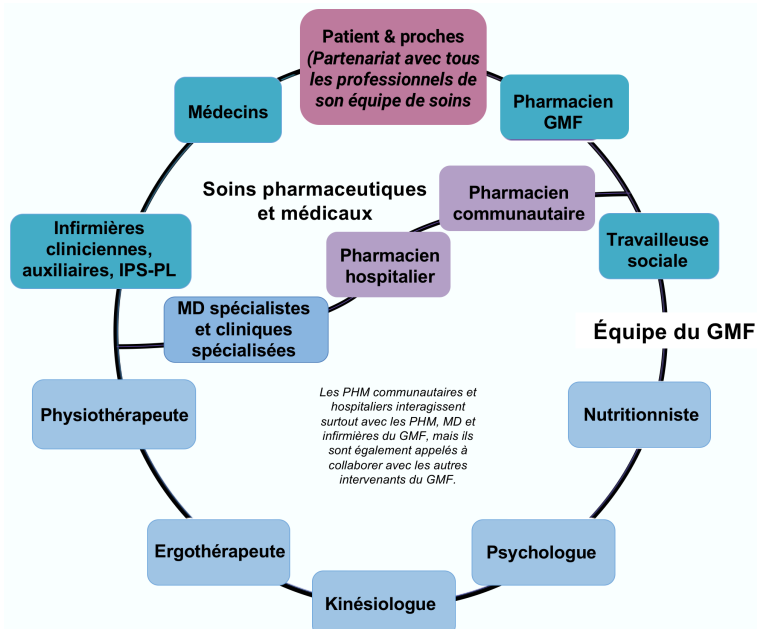 Patient & proches
(Partenariat avec tous
les professionnels de
son équipe de soins
Médecins
Pharmacien
GMF
Soins pharmaceutiques
et médicaux
Pharmacien
communautaire
Infirmières
cliniciennes,
auxiliaires, IPS-PL
Pharmacien
hospitalier
Travailleuse
sociale
MD spécialistes
et cliniques
spécialisées
Équipe du GMF
Physiothérapeute
Les PHM communautaires et
hospitaliers interagissent
surtout avec les PHM, MD et
infirmières du GMF, mais ils
sont également appelés à
collaborer avec les autres
intervenants du GMF.
Nutritionniste
Ergothérapeute
Psychologue
Kinésiologue